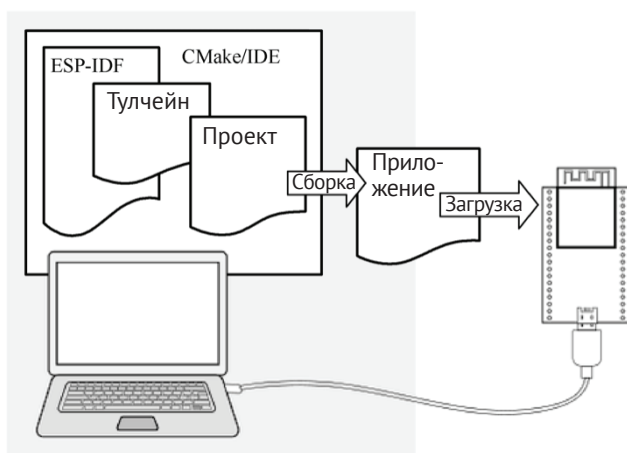 ESP-IDF
CMake/IDE
Тулчейн
Проект
Сборка
Прило-
жение
Загрузка